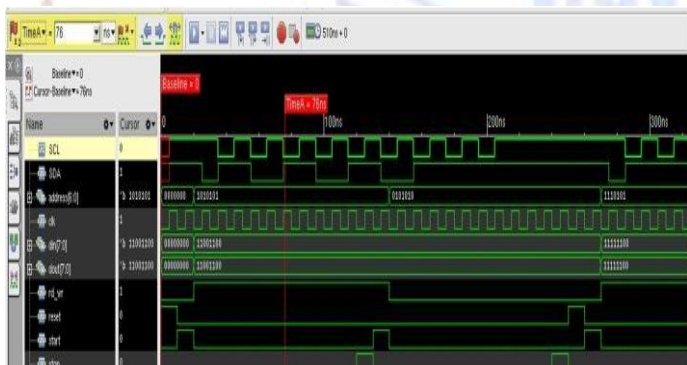 TimeA = 76 ns 510ns + 0
Baseline = 0
Cursor-Baseline = 76ns
Baseline = 0
TimeA = 76ns
Name Cursor 0 100ns 200ns 300ns
SCL 0
SDA 1
address[6:0] 'b 1010101 0000000 1010101 0101010 1110101
clk 1
din[7:0] 'b 11001100 00000000 11001100 11111100
dout[7:0] 'b 11001100 00000000 11001100 11111100
rd_wr 1
reset 0
start 0
stop 0